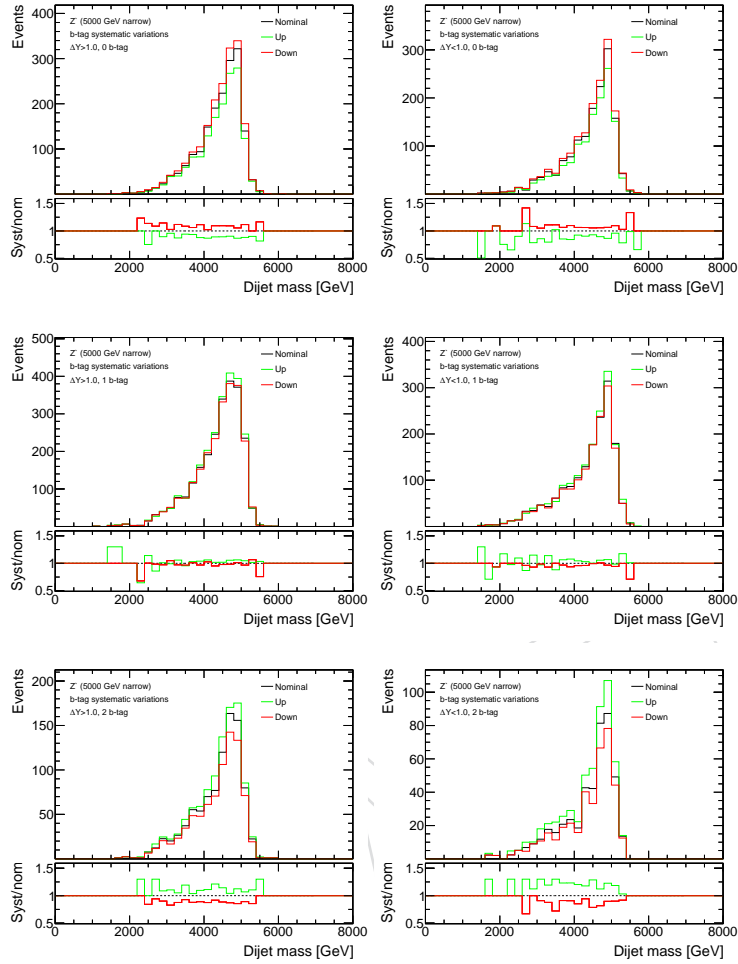 Events
Z´ (5000 GeV narrow)
b-tag systematic variations
ΔY>1.0, 0 b-tag
Nominal
Up
Down
300
200
100
Syst/nom
1.5
1
0.5
0 2000 4000 6000 8000
Dijet mass [GeV]
Events
Z´ (5000 GeV narrow)
b-tag systematic variations
ΔY<1.0, 0 b-tag
Nominal
Up
Down
300
200
100
Syst/nom
1.5
1
0.5
0 2000 4000 6000 8000
Dijet mass [GeV]
Events
Z´ (5000 GeV narrow)
b-tag systematic variations
ΔY>1.0, 1 b-tag
Nominal
Up
Down
500
400
300
200
100
Syst/nom
1.5
1
0.5
0 2000 4000 6000 8000
Dijet mass [GeV]
Events
Z´ (5000 GeV narrow)
b-tag systematic variations
ΔY<1.0, 1 b-tag
Nominal
Up
Down
400
300
200
100
Syst/nom
1.5
1
0.5
0 2000 4000 6000 8000
Dijet mass [GeV]
Events
Z´ (5000 GeV narrow)
b-tag systematic variations
ΔY>1.0, 2 b-tag
Nominal
Up
Down
200
150
100
50
Syst/nom
1.5
1
0.5
0 2000 4000 6000 8000
Dijet mass [GeV]
Events
Z´ (5000 GeV narrow)
b-tag systematic variations
ΔY<1.0, 2 b-tag
Nominal
Up
Down
100
80
60
40
20
Syst/nom
1.5
1
0.5
0 2000 4000 6000 8000
Dijet mass [GeV]